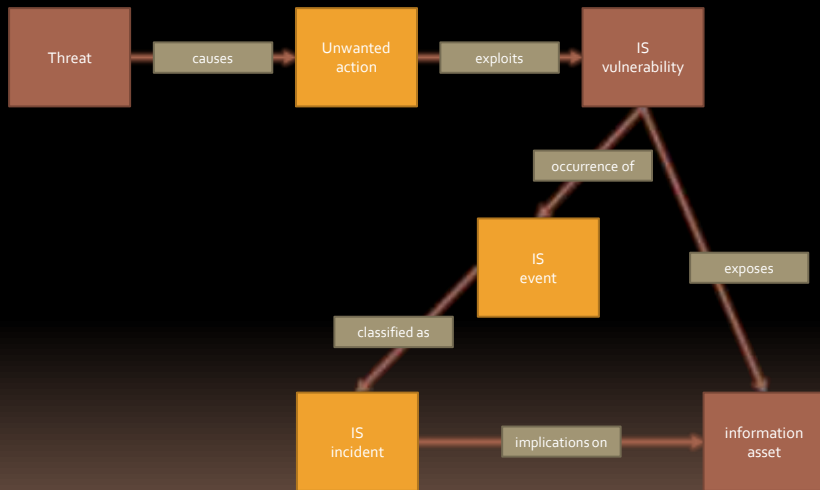 Threat
causes
Unwanted
action
exploits
IS
vulnerability
occurrence of
IS
event
exposes
classified as
IS
incident
implications on
information
asset